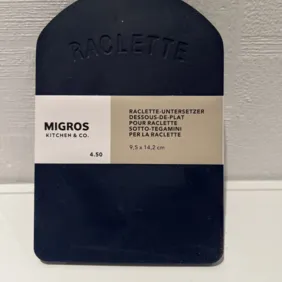 RACLETTE
MIGROS
KITCHEN & CO.
4.50
RACLETTE-UNTERSETZER
DESSOUS-DE-PLAT
POUR RACLETTE
SOTTO-TEGAMINI
PER LA RACLETTE
9,5 x 14,2 cm